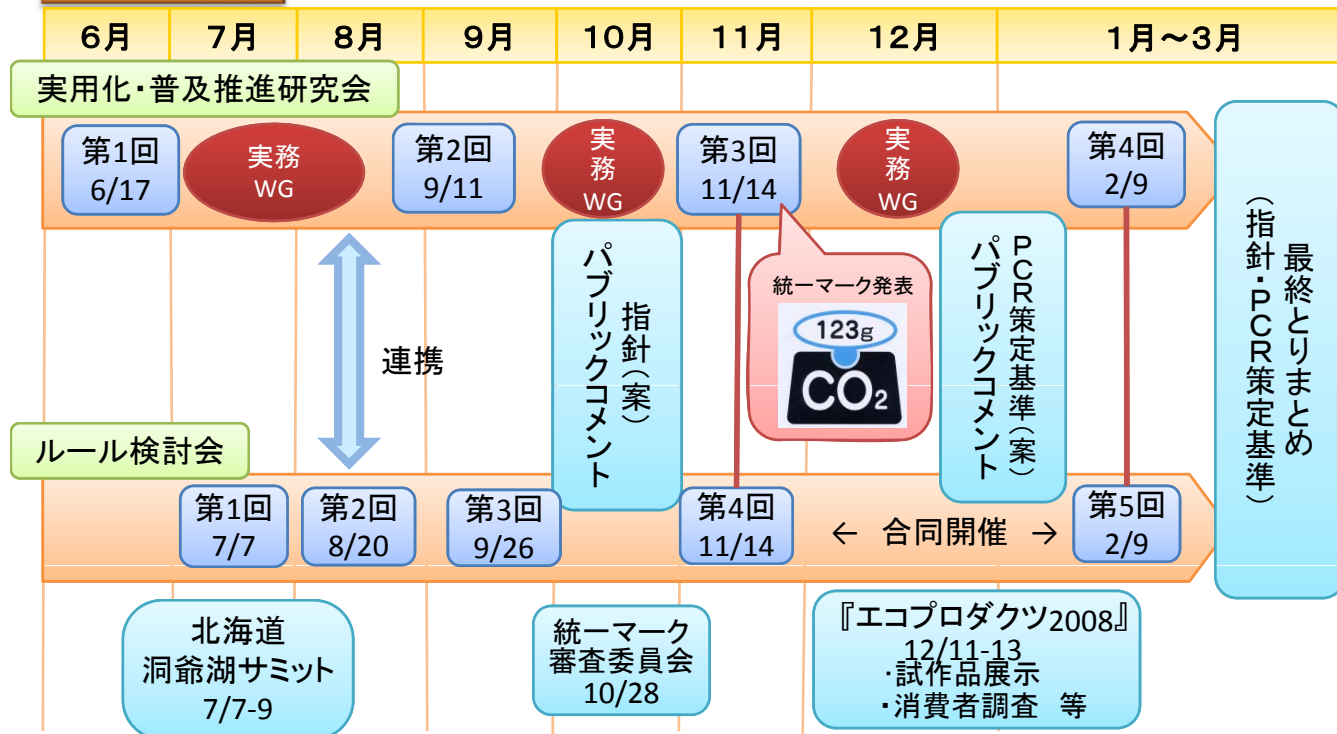 6月 7月 8月 9月 10月 11月 12月 1月～3月
実用化・普及推進研究会
第1回
6/17
実務
WG
第2回
9/11
実
務
WG
第3回
11/14
実
務
WG
第4回
2/9
連携
指針（案）
パブリックコメント
統一マーク発表
123g
CO2
PCR策定基準（案）
パブリックコメント
最終とりまとめ
（指針・PCR策定基準）
ルール検討会
第1回
7/7
第2回
8/20
第3回
9/26
第4回
11/14
← 合同開催 →
第5回
2/9
北海道
洞爺湖サミット
7/7-9
統一マーク
審査委員会
10/28
『エコプロダクツ2008』
12/11-13
・試作品展示
・消費者調査 等